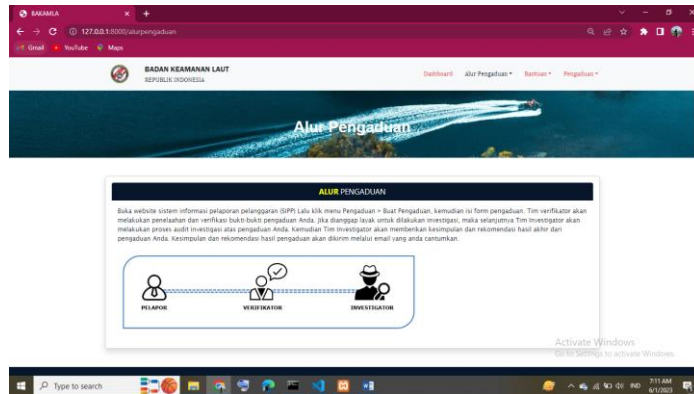 BAKAMLA
127.0.0.1:8000/alurpengaduan
Gmail YouTube Maps
BADAN KEAMANAN LAUT
REPUBLIK INDONESIA
Dashboard Alur Pengaduan Bantuan Pengaduan
Alur Pengaduan
ALUR PENGADUAN
Buka website sistem informasi pelaporan pelanggaran (SIPP) Lalu klik menu Pengaduan > Buat Pengaduan, kemudian isi form pengaduan. Tim verifikator akan
melakukan penelaahan dan verifikasi bukti-bukti pengaduan Anda. Jika dianggap layak untuk dilakukan investigasi, maka selanjutnya Tim Investigator akan
melakukan proses audit investigasi atas pengaduan Anda. Kemudian Tim Investigator akan memberikan kesimpulan dan rekomendasi hasil akhir dari
pengaduan Anda. Kesimpulan dan rekomendasi hasil pengaduan akan dikirim melalui email yang anda cantumkan.
PELAPOR VERIFIKATOR INVESTIGATOR
Activate Windows
Go to Settings to activate Windows.
Type to search
IND
7:11 AM
6/1/2023